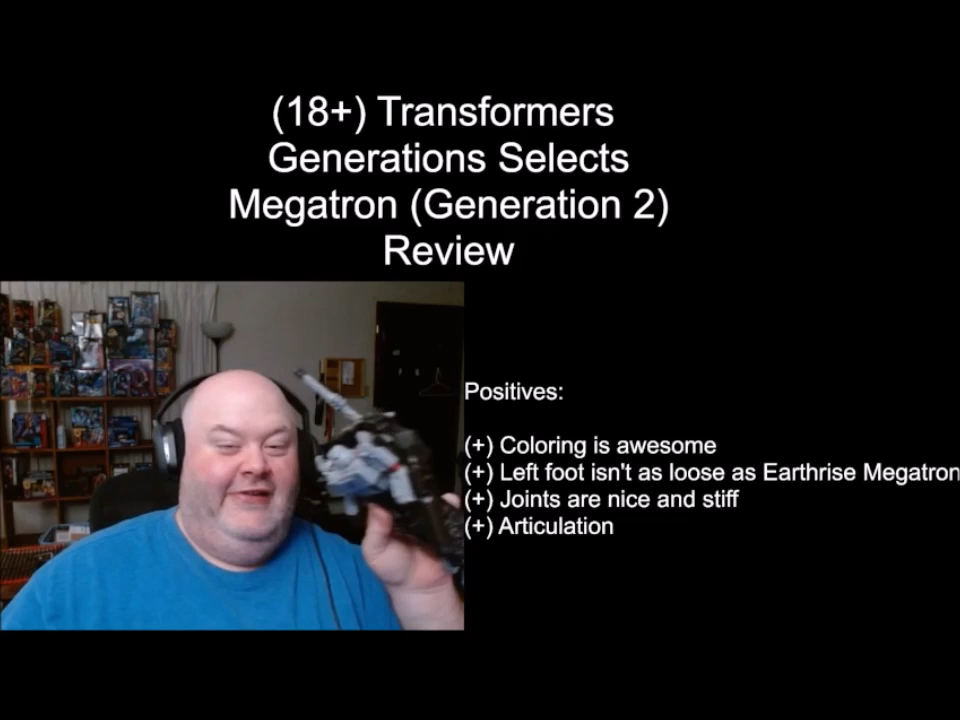 (18+) Transformers
Generations Selects
Megatron (Generation 2)
Review
Positives:
(+) Coloring is awesome
(+) Left foot isn't as loose as Earthrise Megatron
(+) Joints are nice and stiff
(+) Articulation